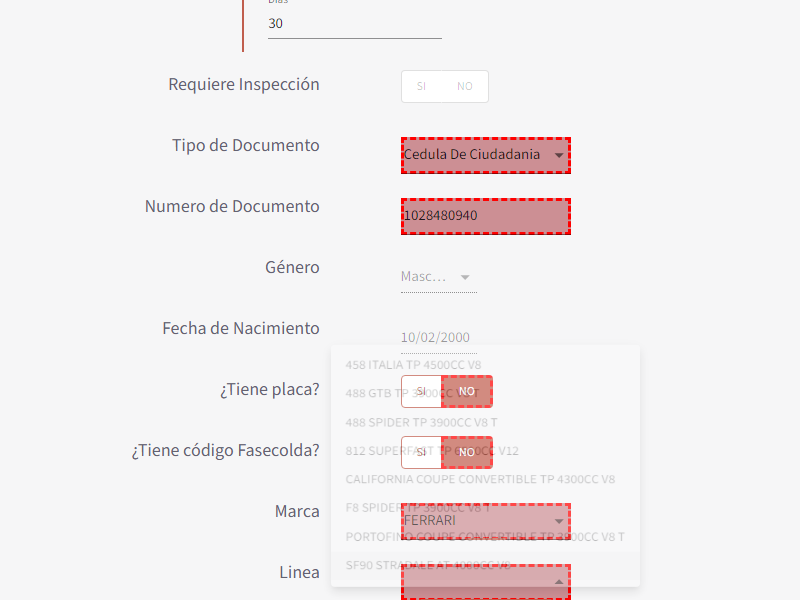 Días
30
Requiere Inspección
SI NO
Tipo de Documento
Cedula De Ciudadania
Numero de Documento
1028480940
Género
Masc...
Fecha de Nacimiento
10/02/2000
458 ITALIA TP 4500CC V8
¿Tiene placa?
SI NO
488 GTB TP 3900CC V8 T
488 SPIDER TP 3900CC V8 T
¿Tiene código Fasecolda?
SI NO
812 SUPERFAST TP CC V12
CALIFORNIA COUPE CONVERTIBLE TP 4300CC V8
F8 SPIDER TP 3900CC V8 T
Marca
FERRARI
PORTOFINO COUPE CONVERTIBLE TP 3900CC V8 T
SF90 STRADALE AT 4000CC V8
Linea